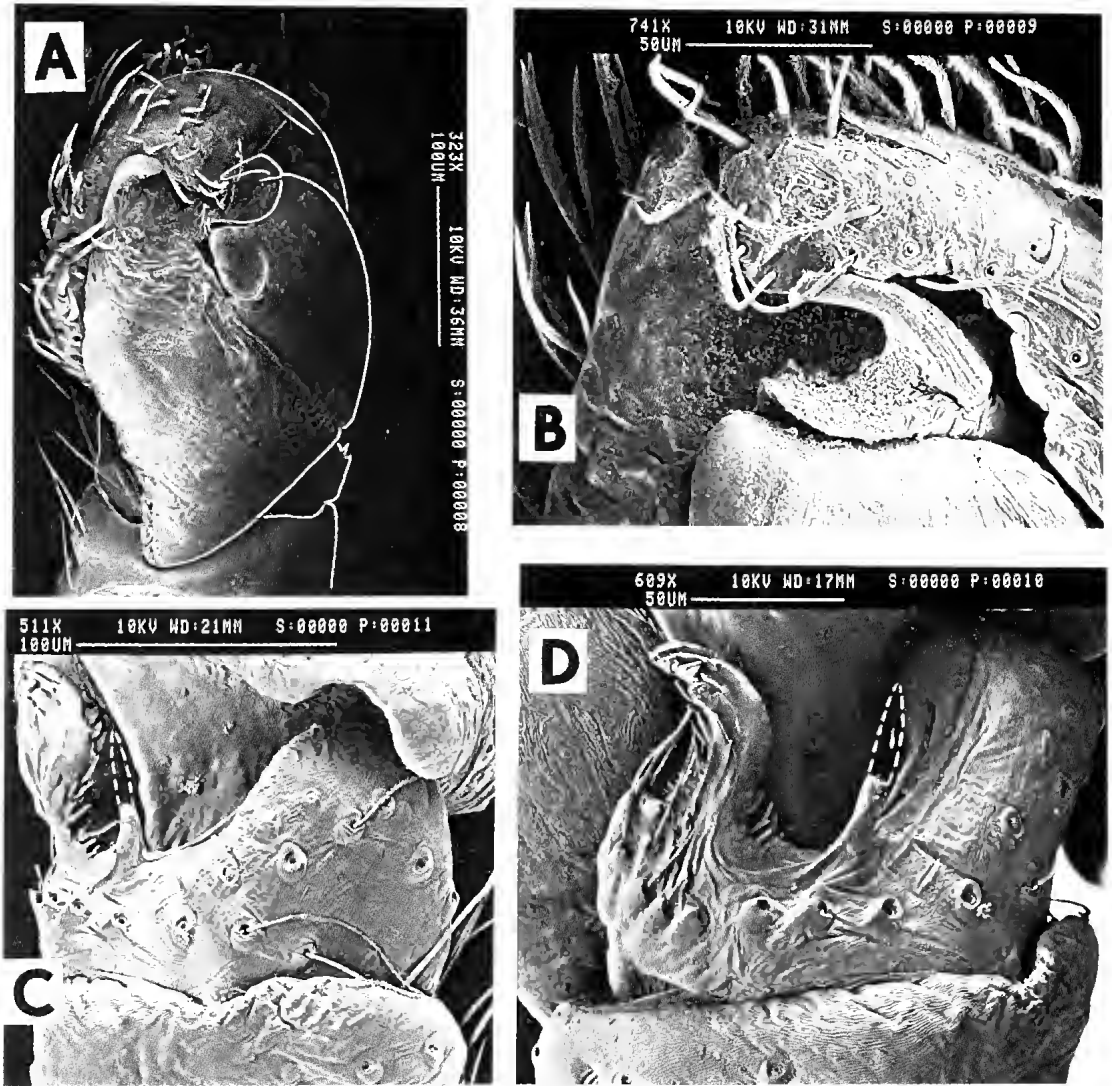 A
323X 10KV WD:36MM S:00000 P:00008
100UM
741X 10KV WD:31MM S:00000 P:00009
50UM
B
511X 10KV WD:21MM S:00000 P:00011
100UM
C
609X 10KV WD:17MM S:00000 P:00010
50UM
D